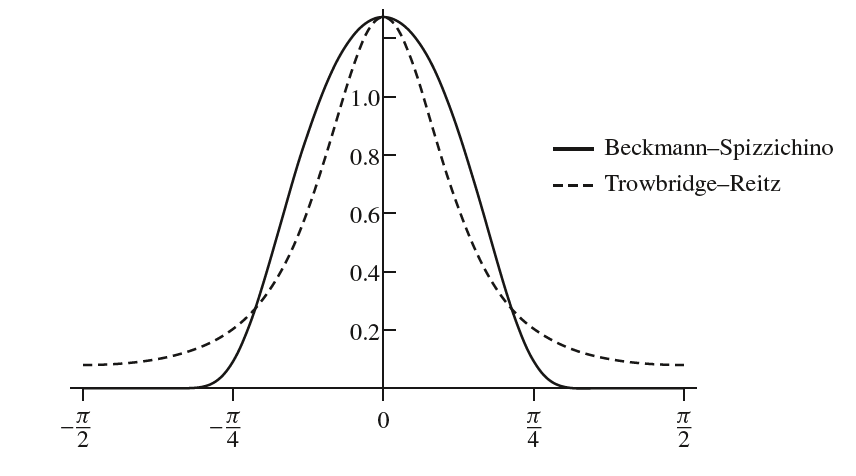 1.0
0.8
0.6
0.4
0.2
Beckmann–Spizzichino
Trowbridge–Reitz
−π/2
−π/4
0
π/4
π/2